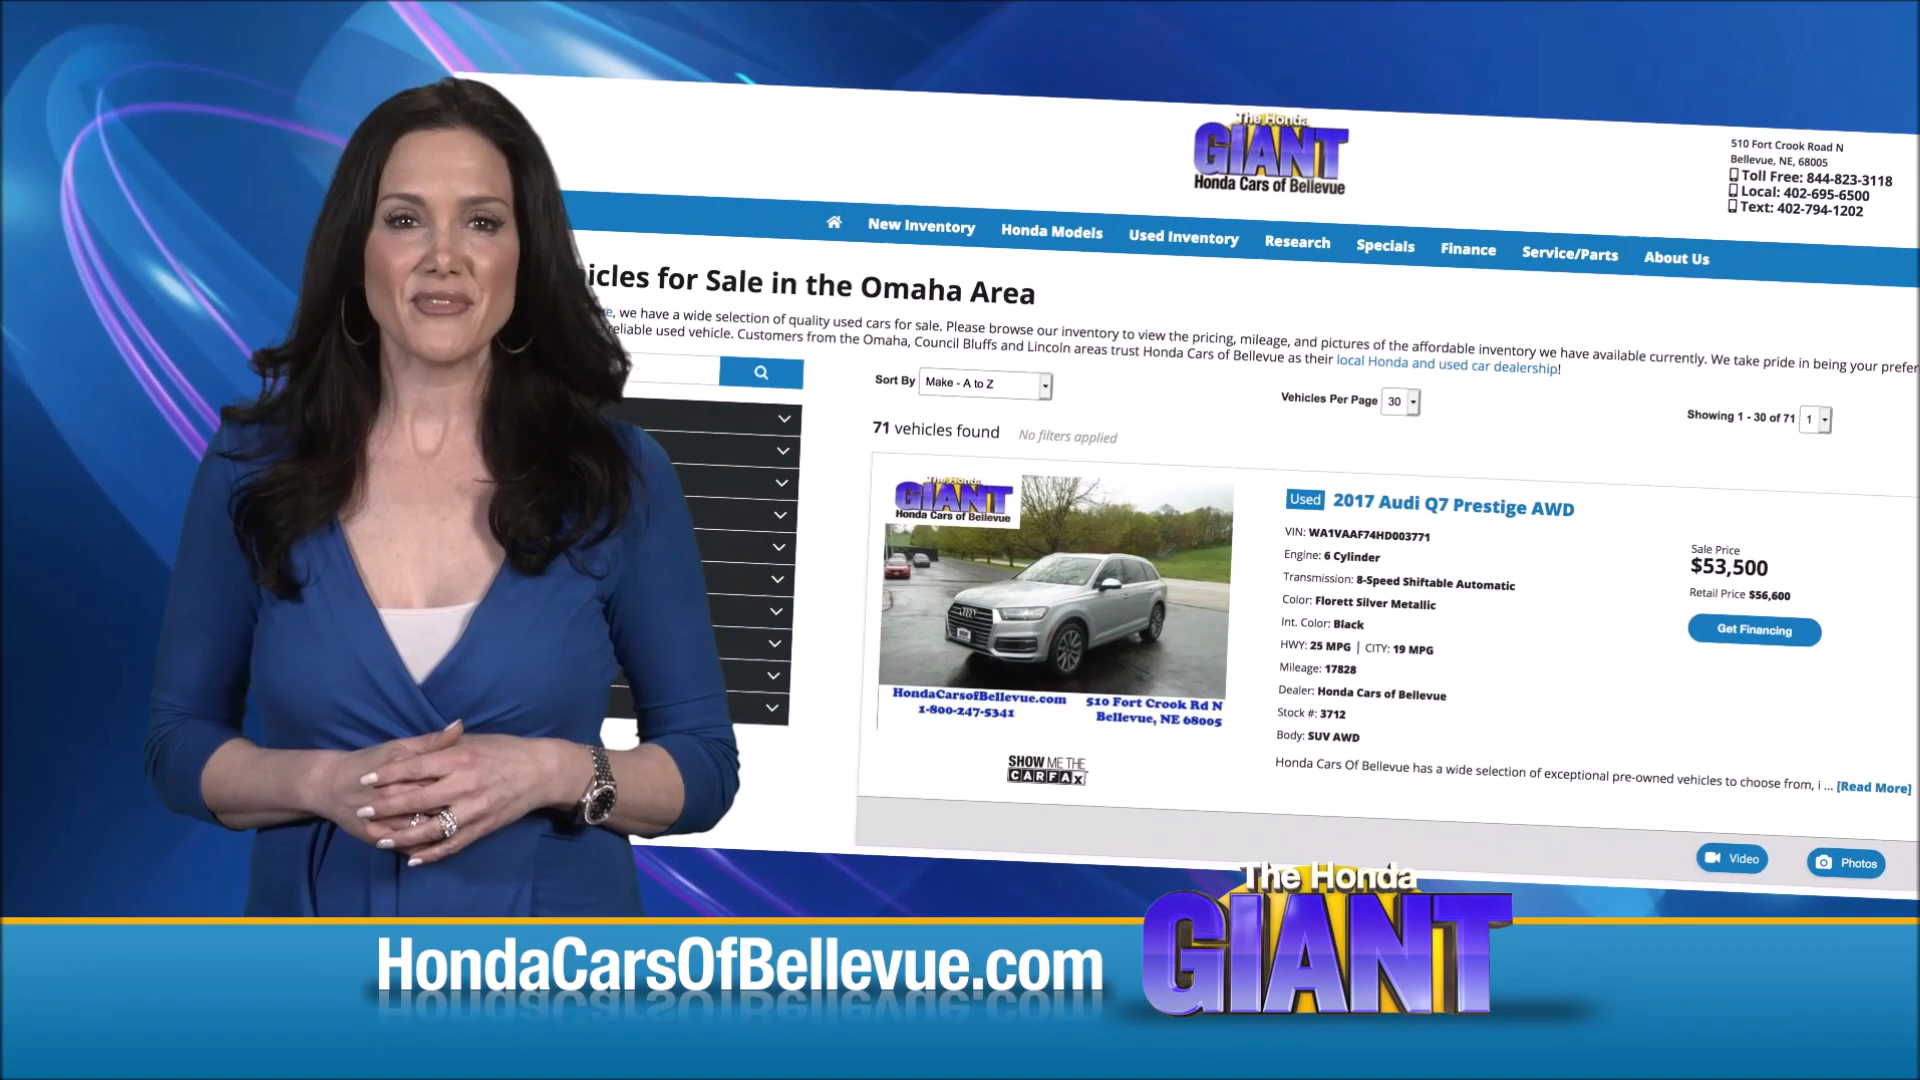 The Honda
GIANT
Honda Cars of Bellevue
510 Fort Crook Road N
Bellevue, NE, 68005
Toll Free: 844-823-3118
Local: 402-695-6500
Text: 402-794-1202
New Inventory Honda Models Used Inventory Research Specials Finance Service/Parts About Us
icles for Sale in the Omaha Area
e, we have a wide selection of quality used cars for sale. Please browse our inventory to view the pricing, mileage, and pictures of the affordable inventory we have available currently. We take pride in being your prefer
reliable used vehicle. Customers from the Omaha, Council Bluffs and Lincoln areas trust Honda Cars of Bellevue as their local Honda and used car dealership!
Sort By Make - A to Z
Vehicles Per Page 30
Showing 1 - 30 of 71 1
71 vehicles found No filters applied
The Honda
GIANT
Honda Cars of Bellevue
HondaCarsofBellevue.com
1-800-247-5341
510 Fort Crook Rd N
Bellevue, NE 68005
SHOW ME THE
CARFAX
Used 2017 Audi Q7 Prestige AWD
VIN: WA1VAAF74HD003771
Engine: 6 Cylinder
Transmission: 8-Speed Shiftable Automatic
Color: Florett Silver Metallic
Int. Color: Black
HWY: 25 MPG | CITY: 19 MPG
Mileage: 17828
Dealer: Honda Cars of Bellevue
Stock #: 3712
Body: SUV AWD
Honda Cars Of Bellevue has a wide selection of exceptional pre-owned vehicles to choose from, i ... [Read More]
Sale Price
$53,500
Retail Price $56,600
Get Financing
Video
Photos
HondaCarsOfBellevue.com
The Honda
GIANT